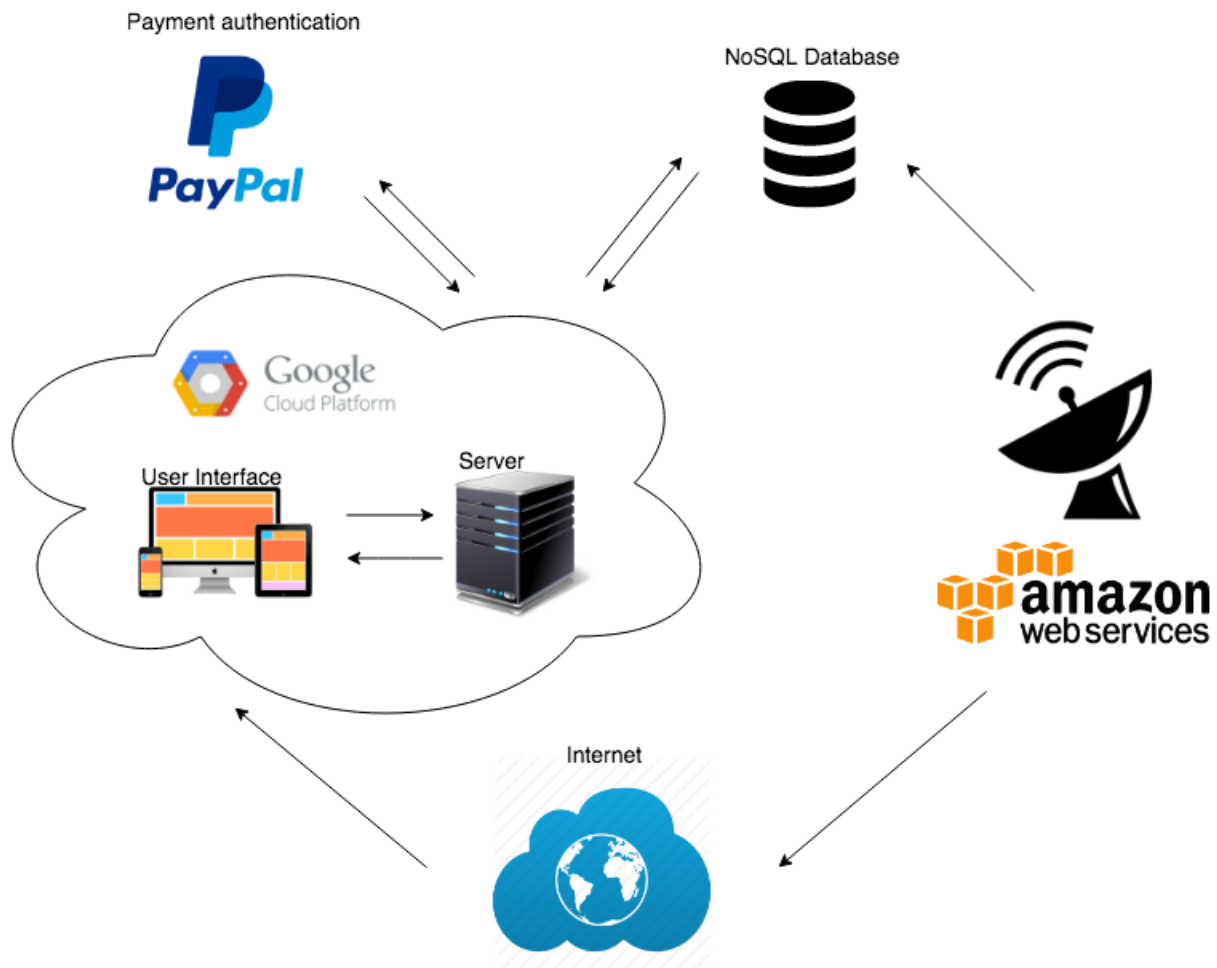 Payment authentication
PayPal
NoSQL Database
Google
Cloud Platform
User Interface
Server
amazon
web services
Internet